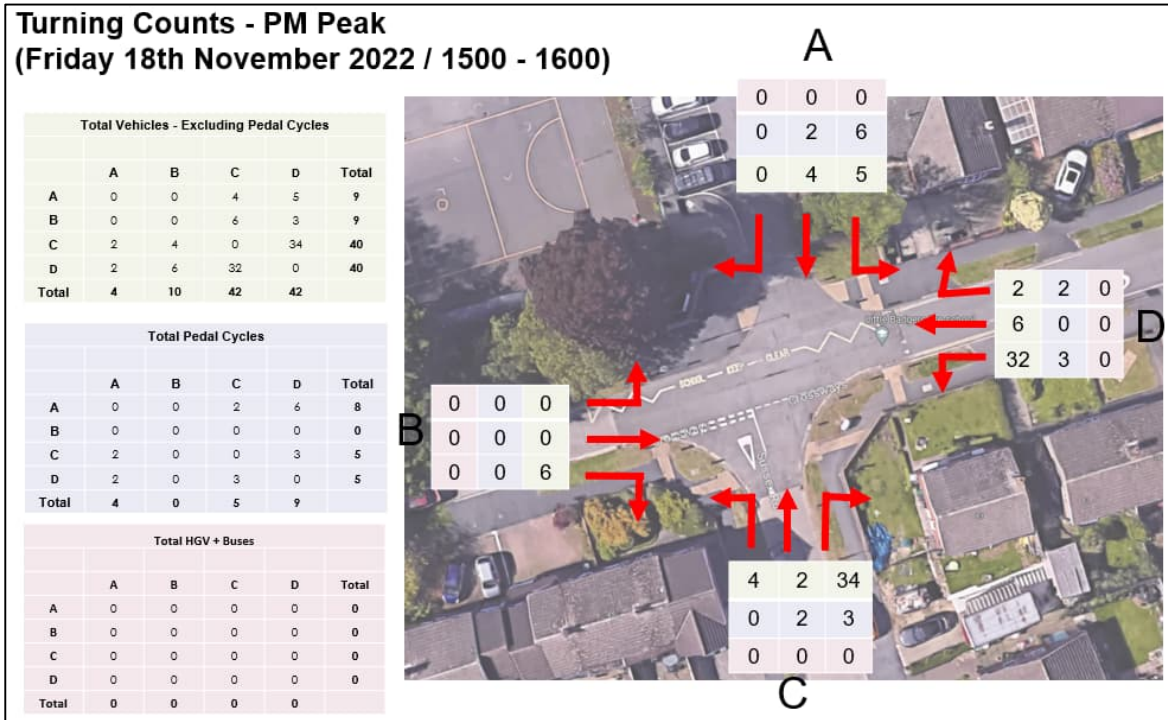 Turning Counts - PM Peak
(Friday 18th November 2022 / 1500 - 1600)
Total Vehicles - Excluding Pedal Cycles
A B C D Total
A 0 0 4 5 9
B 0 0 6 3 9
C 2 4 0 34 40
D 2 6 32 0 40
Total 4 10 42 42
Total Pedal Cycles
A B C D Total
A 0 0 2 6 8
B 0 0 0 0 0
C 2 0 0 3 5
D 2 0 3 0 5
Total 4 0 5 9
Total HGV + Buses
A B C D Total
A 0 0 0 0 0
B 0 0 0 0 0
C 0 0 0 0 0
D 0 0 0 0 0
Total 0 0 0 0
A
0 0 0
0 2 6
0 4 5
2 2 0
6 0 0
32 3 0
D
SCHOOL KEEP CLEAR
B
0 0 0
0 0 0
0 0 6
4 2 34
0 2 3
0 0 0
C